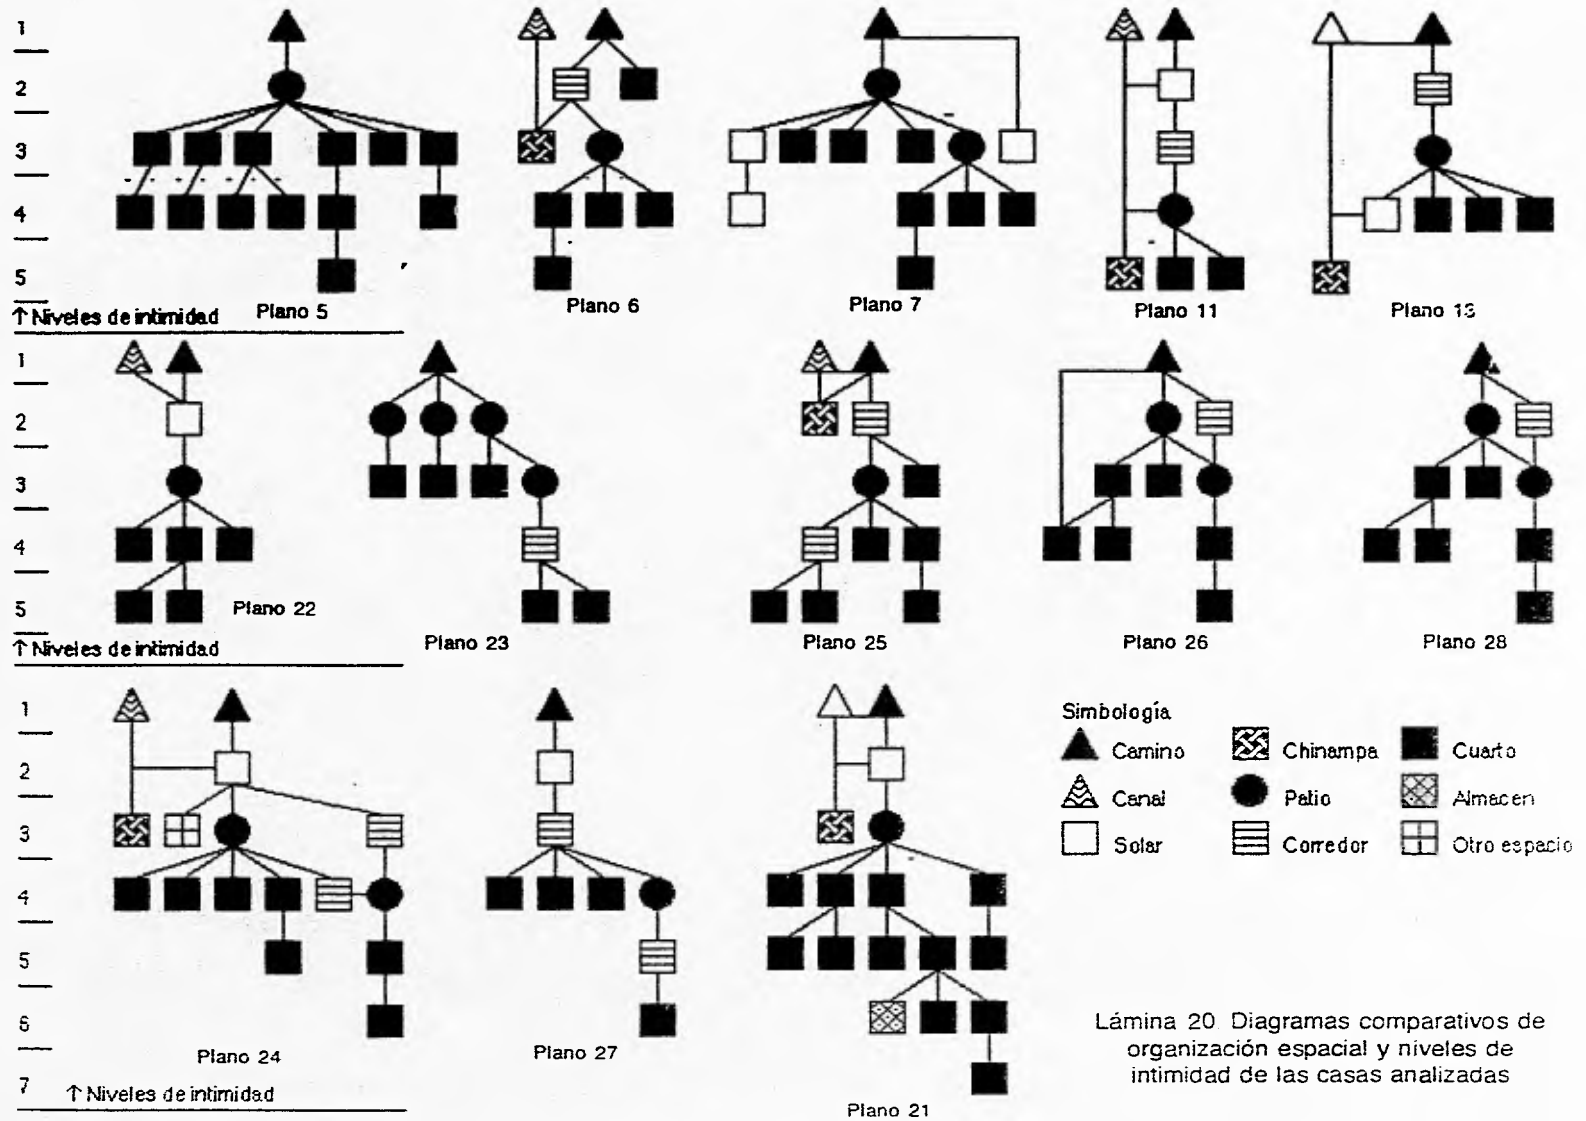 1
2
3
4
5
↑ Niveles de intimidad
Plano 5
Plano 6
Plano 7
Plano 11
Plano 13
1
2
3
4
5
↑ Niveles de intimidad
Plano 22
Plano 23
Plano 25
Plano 26
Plano 28
1
2
3
4
5
6
7
↑ Niveles de intimidad
Plano 24
Plano 27
Plano 21
Simbología
Camino
Chinampa
Cuarto
Canal
Patio
Almacen
Solar
Corredor
Otro espacio
Lámina 20 Diagramas comparativos de
organización espacial y niveles de
intimidad de las casas analizadas